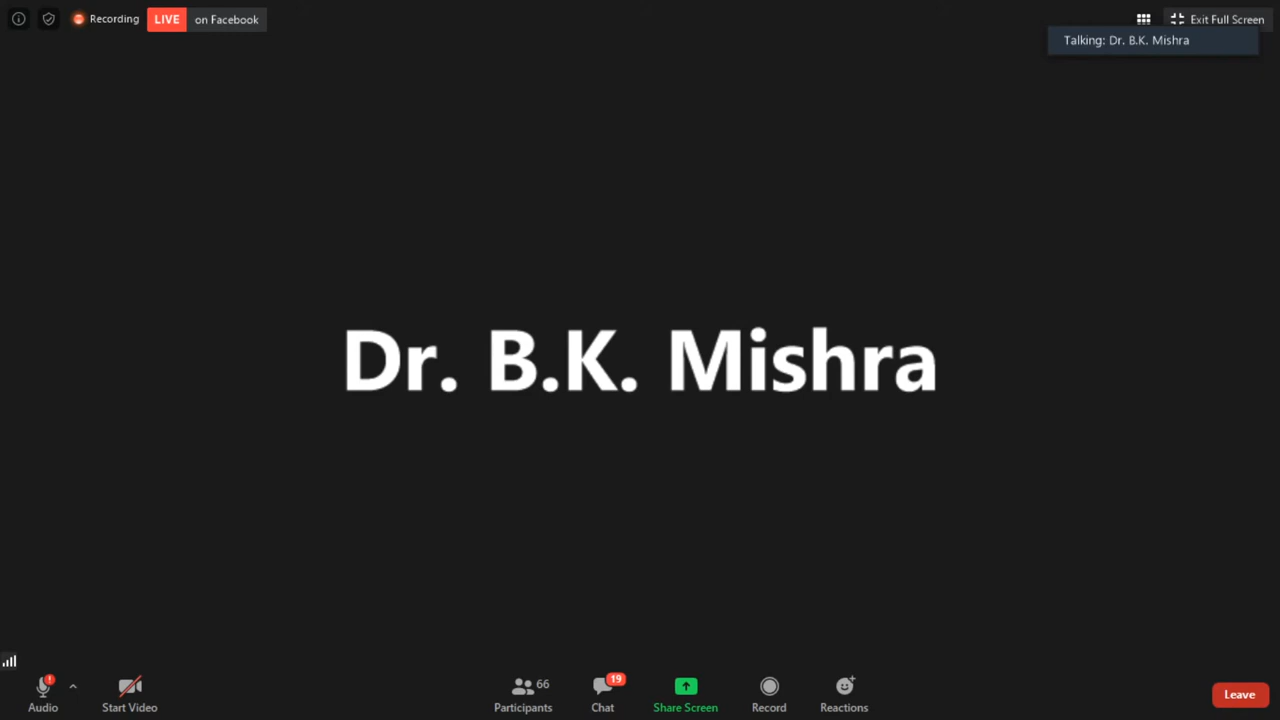 Recording LIVE on Facebook
Exit Full Screen
Talking: Dr. B.K. Mishra
Dr. B.K. Mishra
66
19
Audio Start Video Participants Chat Share Screen Record Reactions
Leave